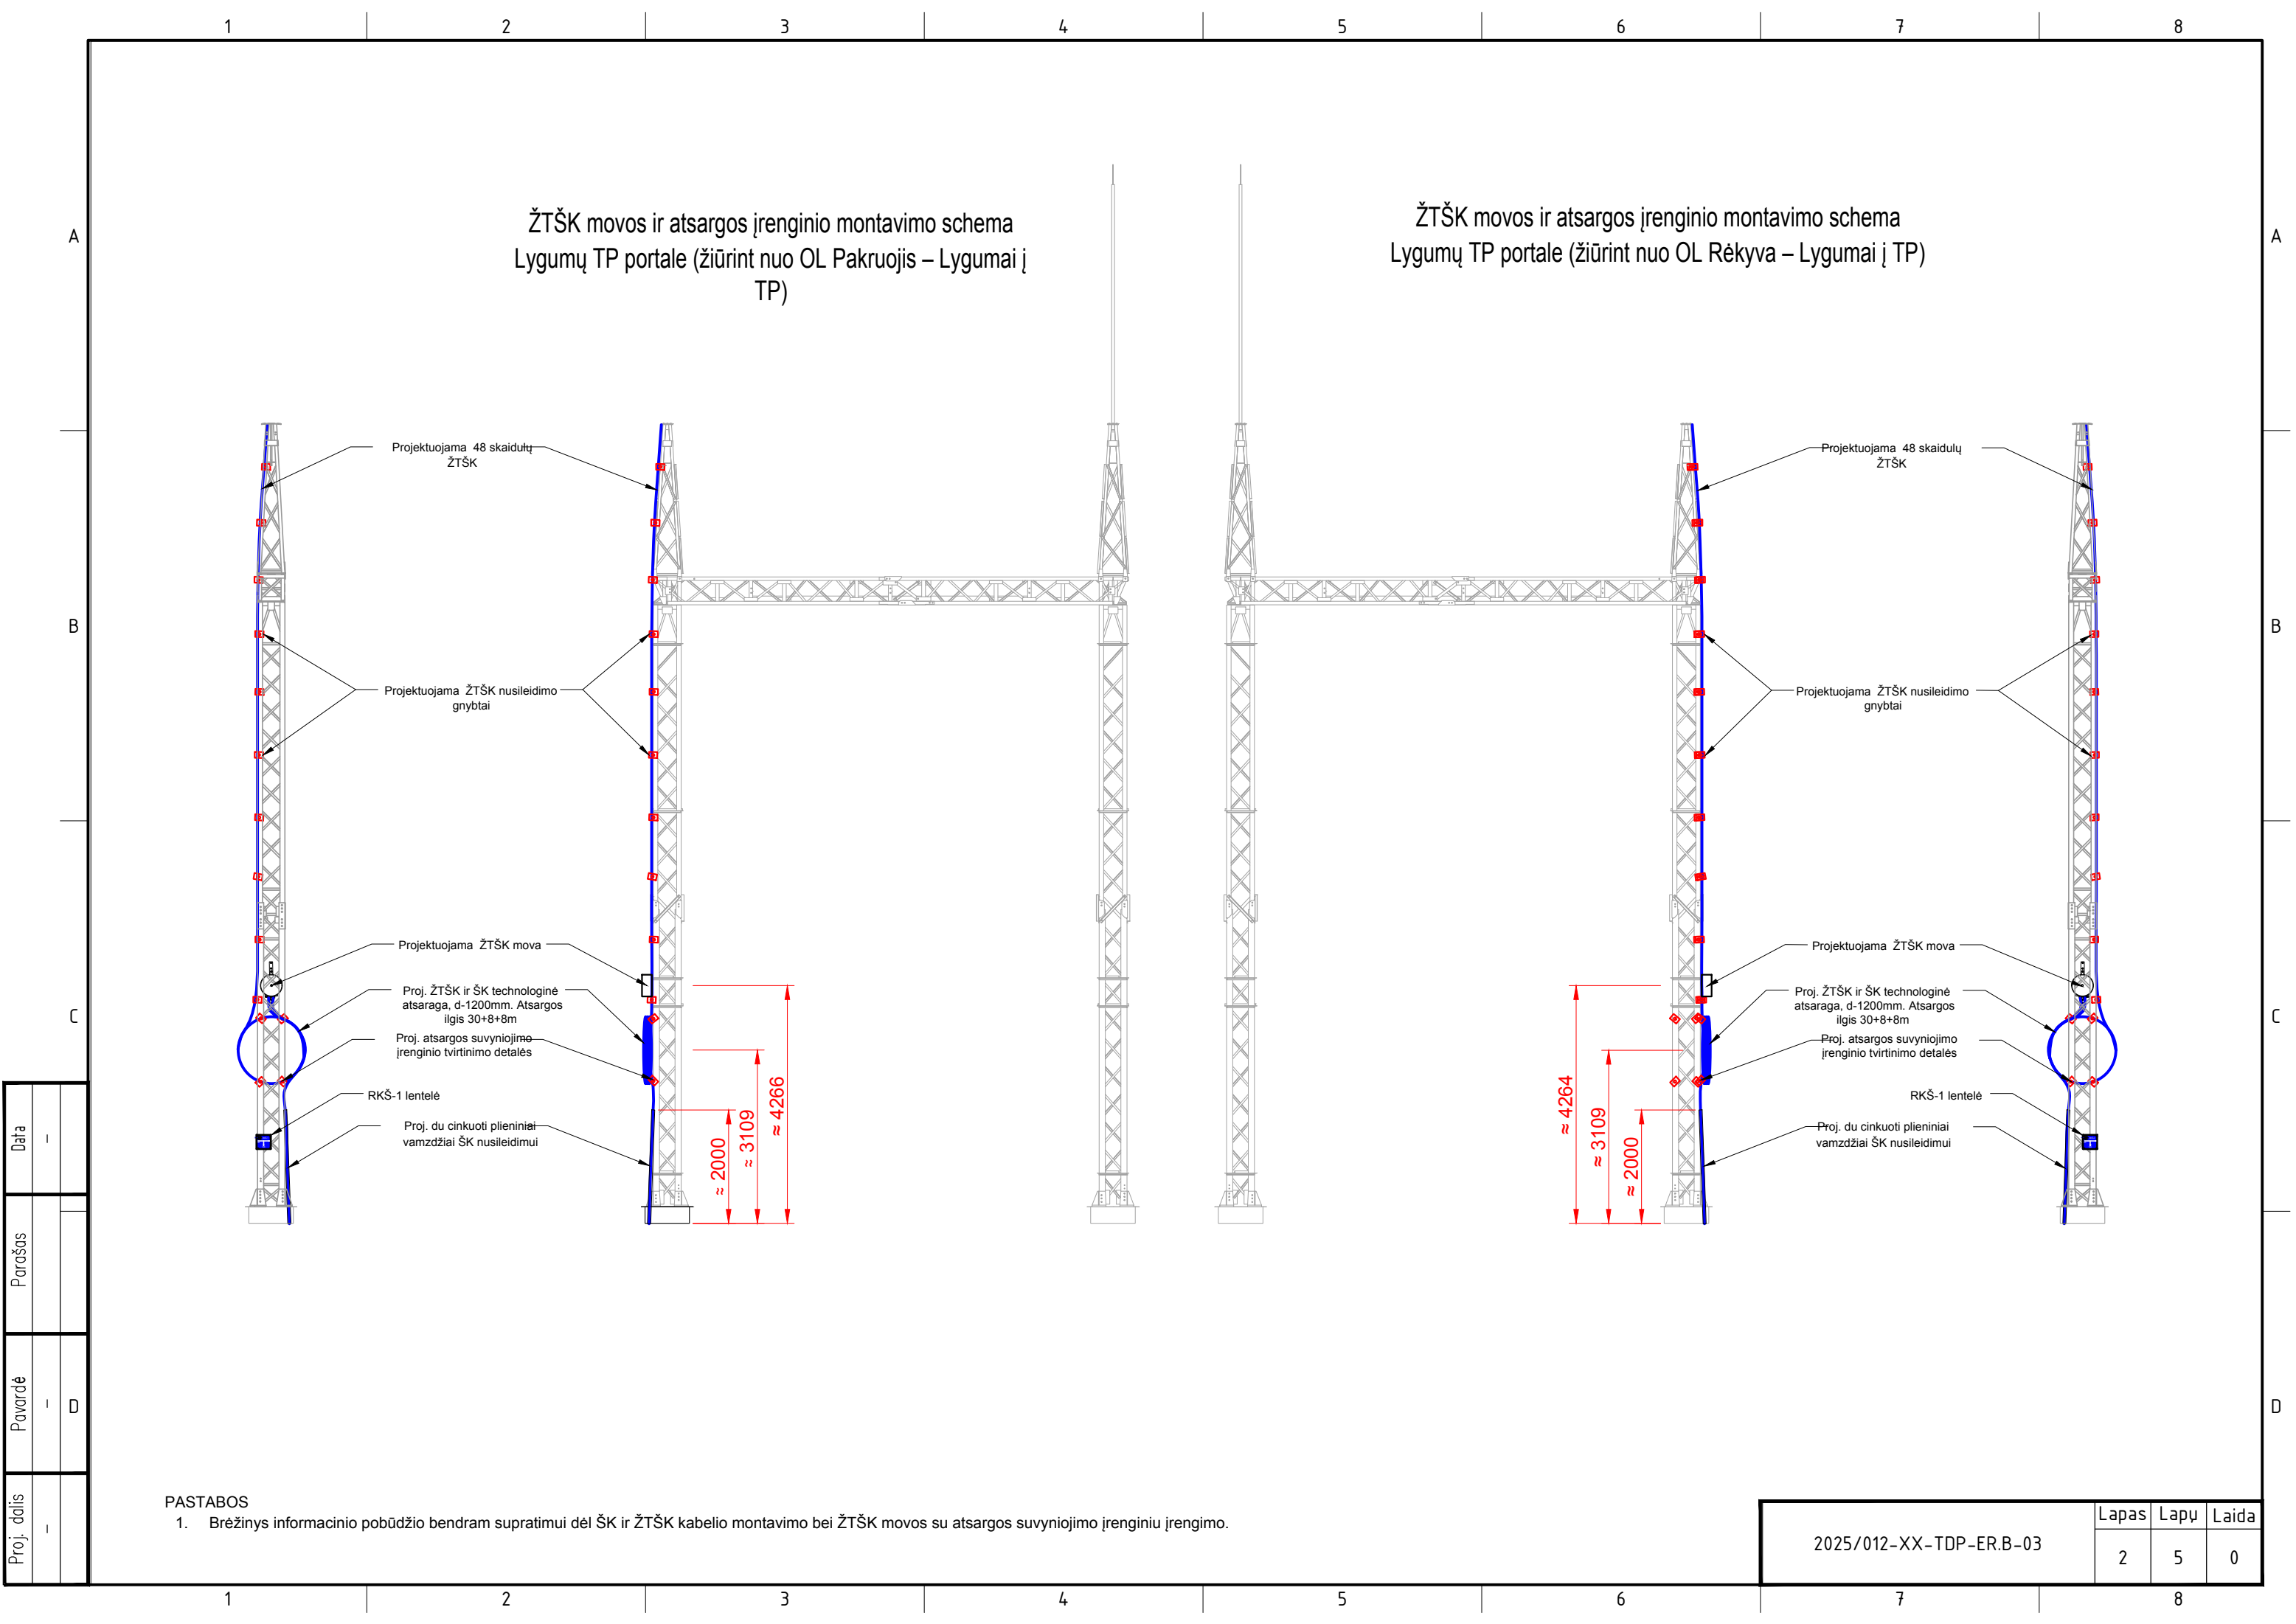 1 2 3 4 5 6 7 8
A A
B B
C C
D D
ŽTŠK movos ir atsargos įrenginio montavimo schema
Lygumų TP portale (žiūrint nuo OL Pakruojis – Lygumai į
TP)
ŽTŠK movos ir atsargos įrenginio montavimo schema
Lygumų TP portale (žiūrint nuo OL Rėkyva – Lygumai į TP)
Projektuojama 48 skaidulų
ŽTŠK
Projektuojama ŽTŠK nusileidimo
gnybtai
Projektuojama ŽTŠK mova
Proj. ŽTŠK ir ŠK technologinė
atsaraga, d-1200mm. Atsargos
ilgis 30+8+8m
Proj. atsargos suvyniojimo
įrenginio tvirtinimo detalės
RKŠ-1 lentelė
Proj. du cinkuoti plieniniai
vamzdžiai ŠK nusileidimui
≈ 2000
≈ 3109
≈ 4266
≈ 4264
≈ 3109
≈ 2000
Projektuojama 48 skaidulų
ŽTŠK
Projektuojama ŽTŠK nusileidimo
gnybtai
Projektuojama ŽTŠK mova
Proj. ŽTŠK ir ŠK technologinė
atsaraga, d-1200mm. Atsargos
ilgis 30+8+8m
Proj. atsargos suvyniojimo
įrenginio tvirtinimo detalės
RKŠ-1 lentelė
Proj. du cinkuoti plieniniai
vamzdžiai ŠK nusileidimui
Data –
Parašas
Pavardė –
Proj. dalis –
PASTABOS
1. Brėžinys informacinio pobūdžio bendram supratimui dėl ŠK ir ŽTŠK kabelio montavimo bei ŽTŠK movos su atsargos suvyniojimo įrenginiu įrengimo.
2025/012-XX-TDP-ER.B-03
Lapas Lapų Laida
2 5 0
1 2 3 4 5 6 7 8